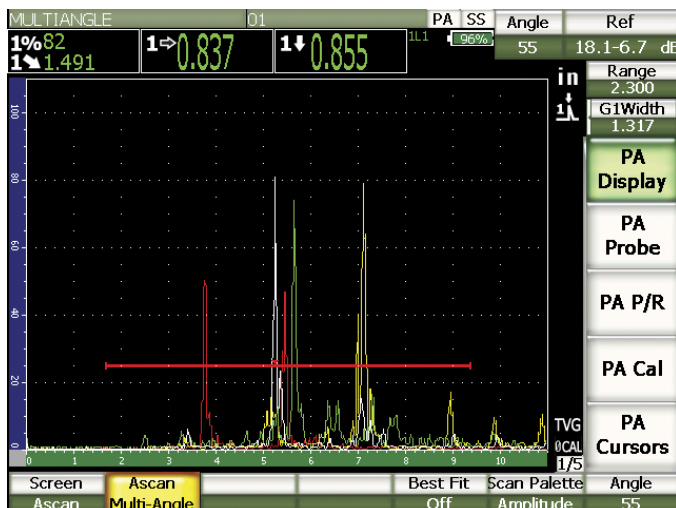 MULTIANGLE 01 PA SS Angle Ref
1%82 1⇨0.837 1⬇0.855 1L1 96% 55 18.1-6.7 dB
1⬊1.491
in Range
2.300
1 G1Width
1.317
100
PA
Display
80
PA
Probe
60
PA P/R
40
PA Cal
20
TVG PA
0CAL Cursors
0
0 1 2 3 4 5 6 7 8 9 10 1/5
Screen Ascan Best Fit Scan Palette Angle
Ascan Multi-Angle Off Amplitude 55